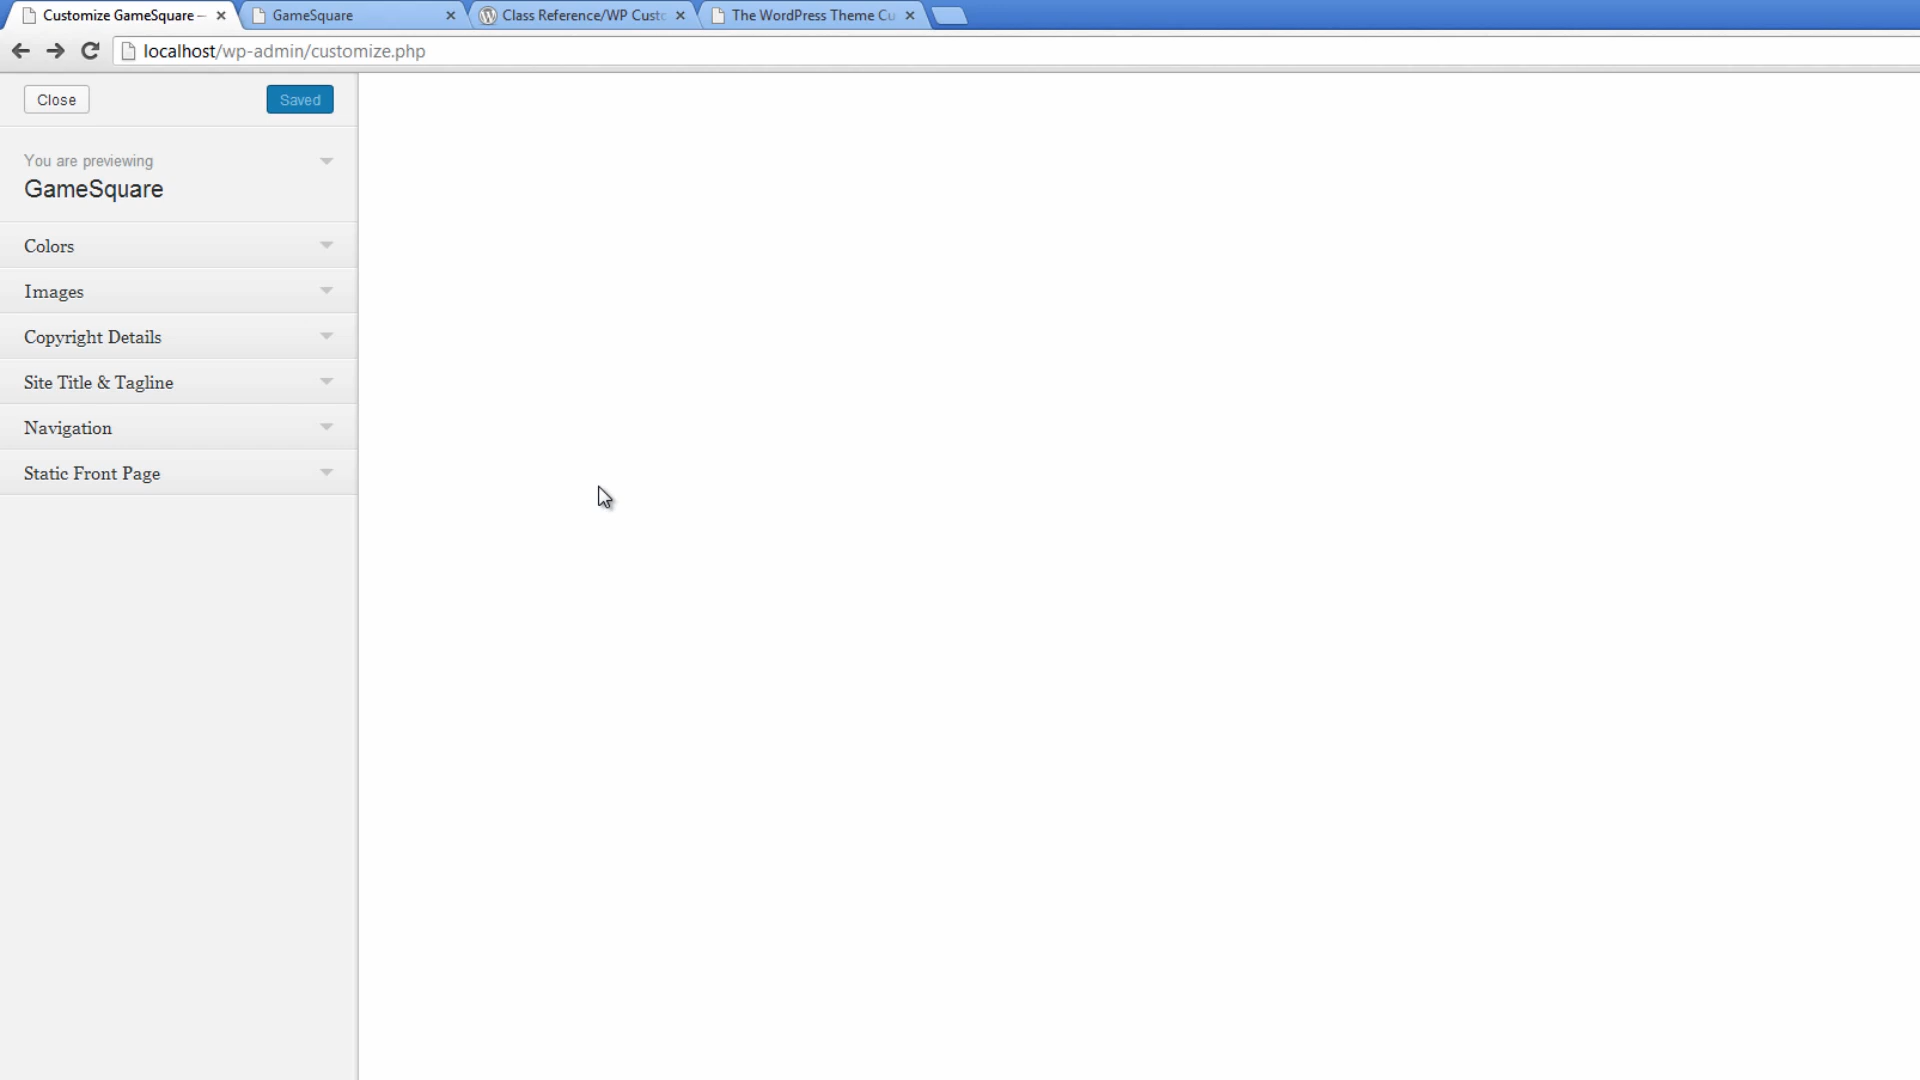 Customize GameSquare –
GameSquare
Class Reference/WP Custo
The WordPress Theme Cu
localhost/wp-admin/customize.php
Close
Saved
You are previewing
GameSquare
Colors
Images
Copyright Details
Site Title & Tagline
Navigation
Static Front Page